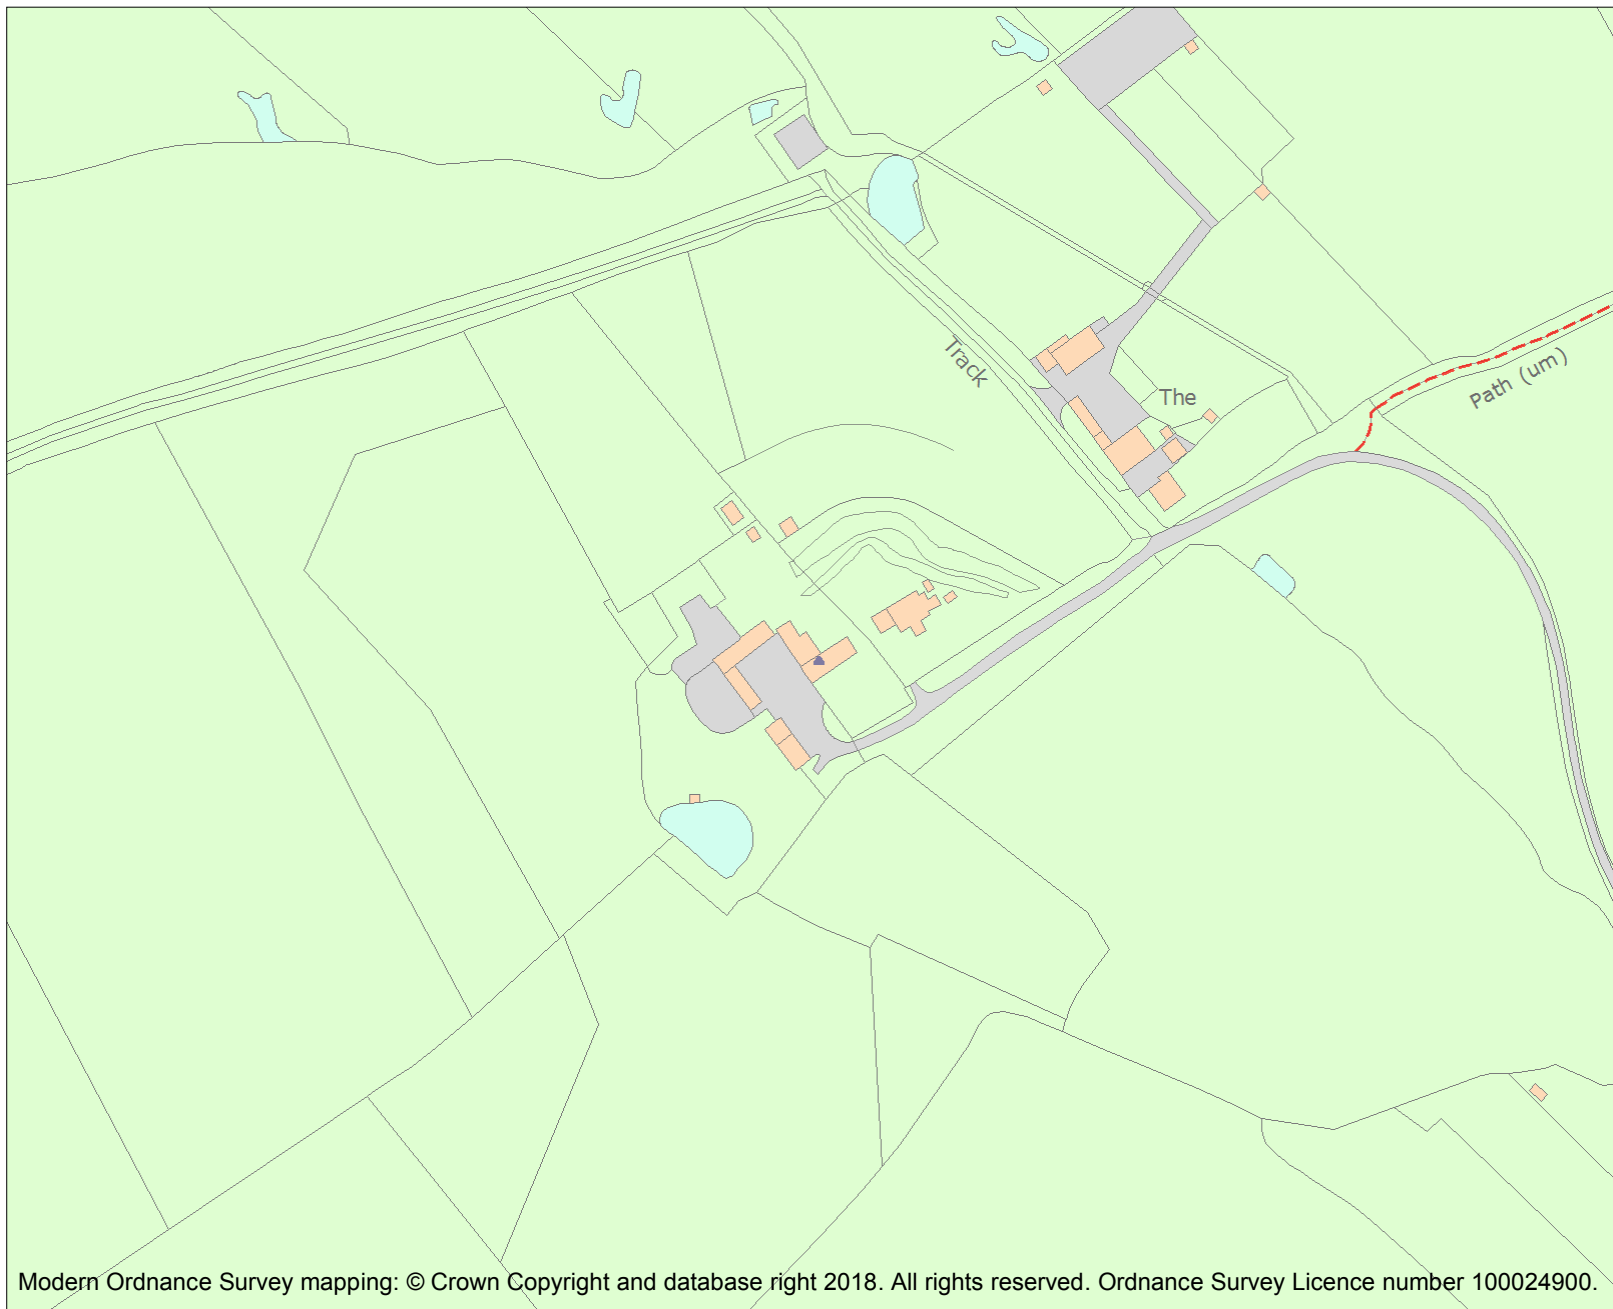 Track
The
Path (um)
Modern Ordnance Survey mapping: © Crown Copyright and database right 2018. All rights reserved. Ordnance Survey Licence number 100024900.